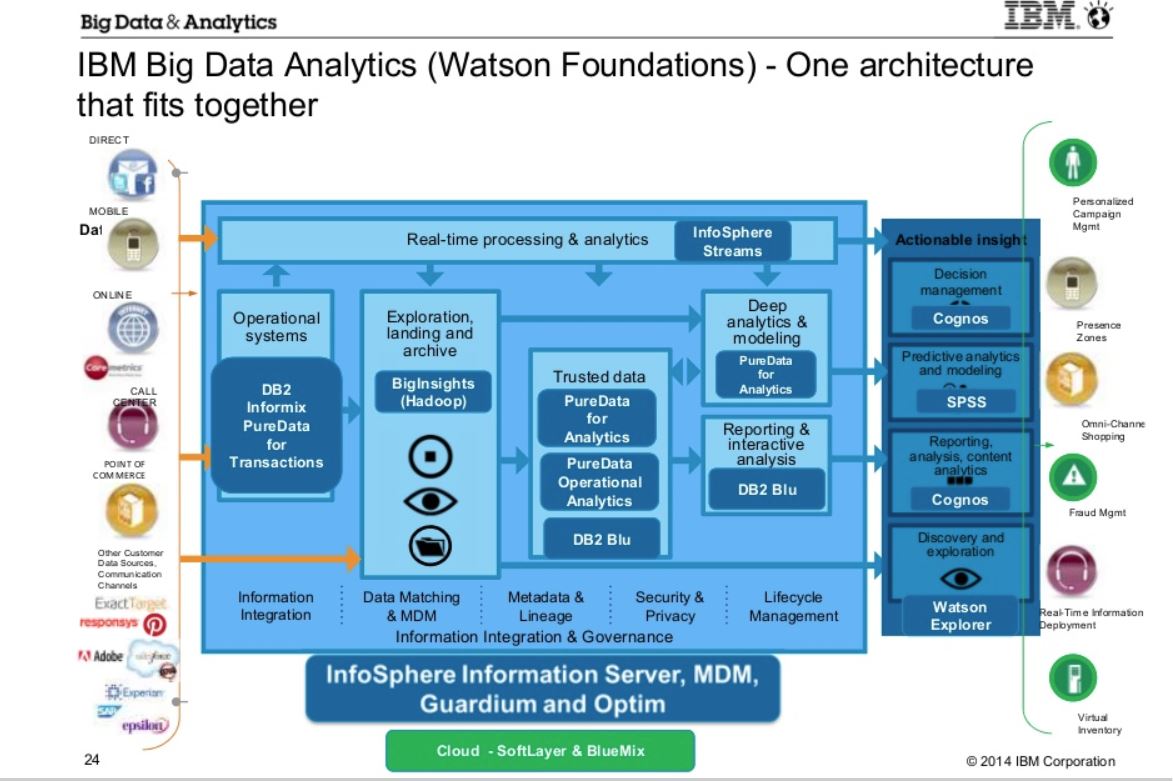 Big Data & Analytics
IBM
IBM Big Data Analytics (Watson Foundations) - One architecture
that fits together
DIRECT
MOBILE
ONLINE
CALL
CENTER
POINT OF
COMMERCE
Other Customer
Data Sources,
Communication
Channels
ExactTarget
responsys
Adobe
salesforce
Experian
SAP
epsilon
Real-time processing & analytics
InfoSphere
Streams
Operational
systems
DB2
Informix
PureData
for
Transactions
Exploration,
landing and
archive
BigInsights
(Hadoop)
Trusted data
PureData
for
Analytics
PureData
Operational
Analytics
DB2 Blu
Deep
analytics &
modeling
PureData
for
Analytics
Reporting &
interactive
analysis
DB2 Blu
Information
Integration
Data Matching
& MDM
Metadata &
Lineage
Security &
Privacy
Lifecycle
Management
Information Integration & Governance
InfoSphere Information Server, MDM,
Guardium and Optim
Cloud - SoftLayer & BlueMix
Actionable insight
Decision
management
Cognos
Predictive analytics
and modeling
SPSS
Reporting,
analysis, content
analytics
Cognos
Discovery and
exploration
Watson
Explorer
Personalized
Campaign
Mgmt
Presence
Zones
Omni-Channe
Shopping
Fraud Mgmt
Real-Time Information
Deployment
Virtual
Inventory
24
© 2014 IBM Corporation